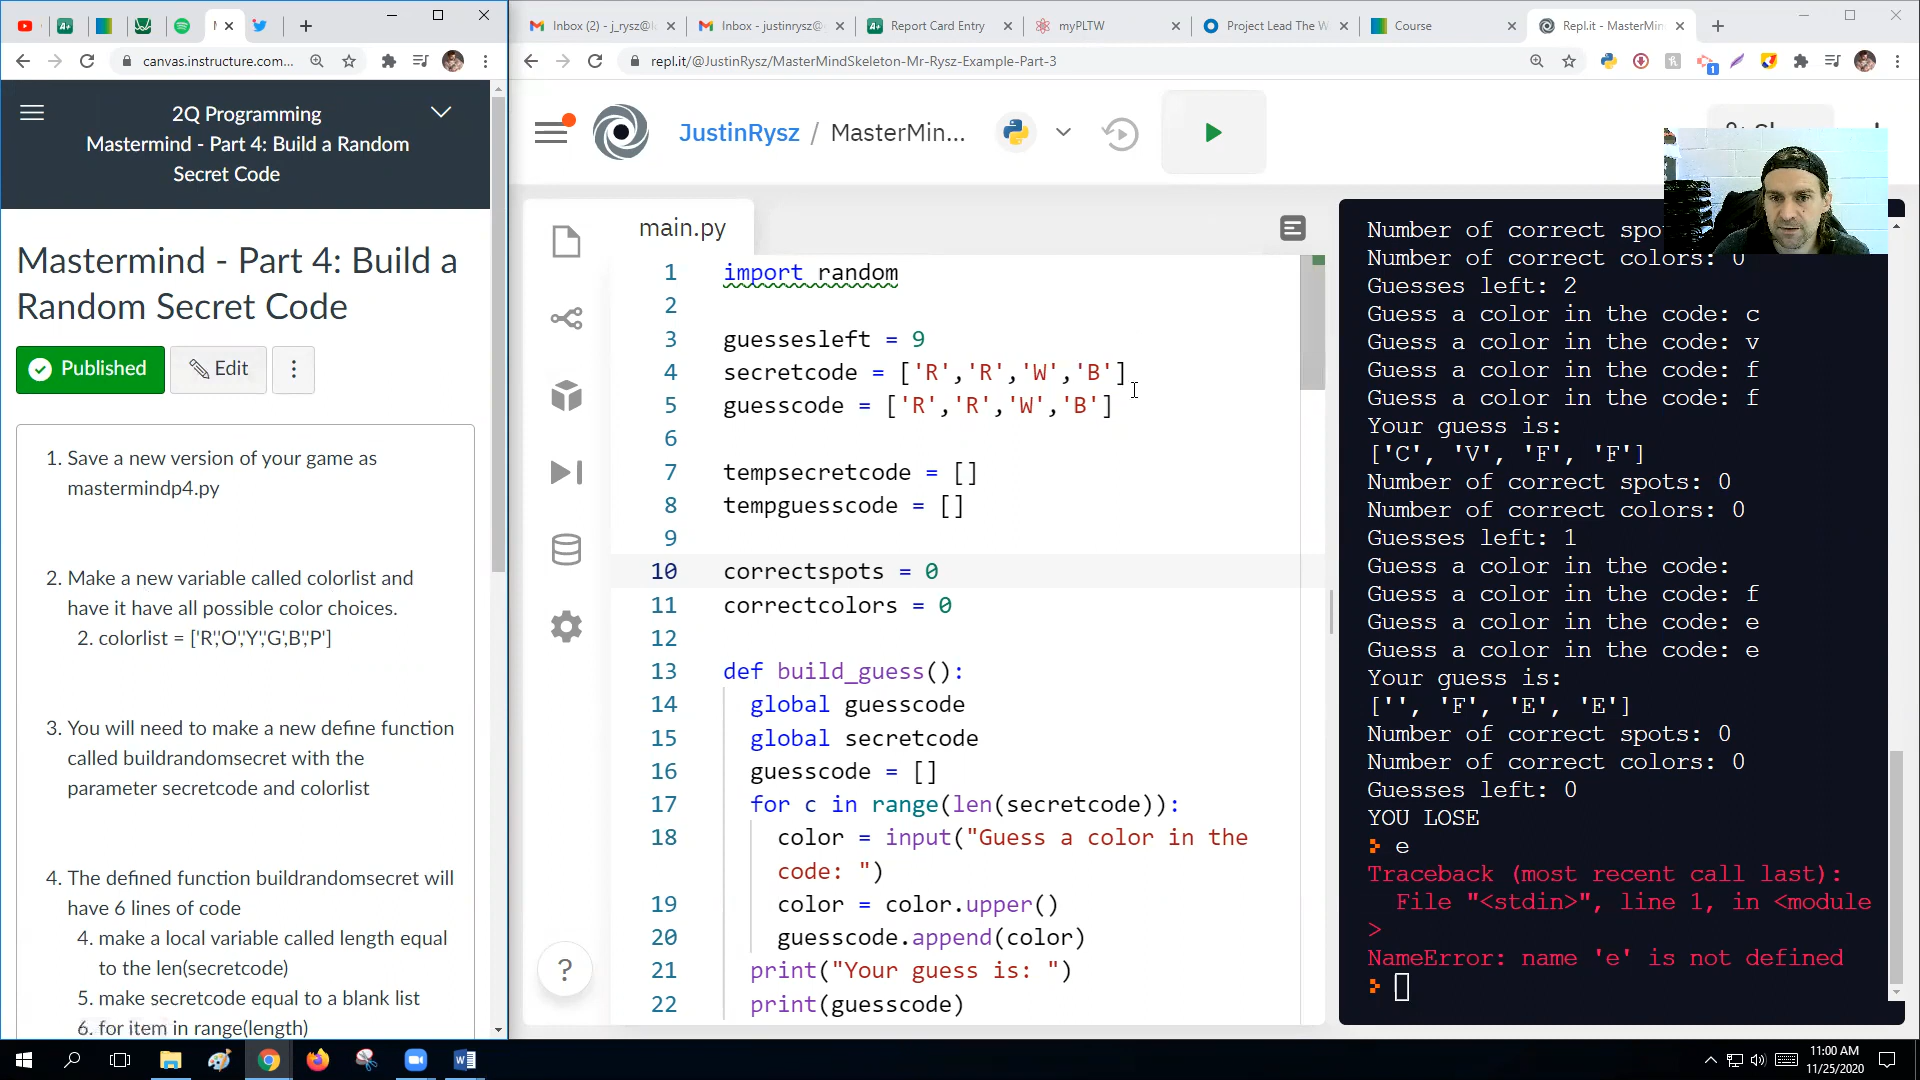 Inbox (2) - j_rysz@l
Inbox - justinrysz@
Report Card Entry
myPLTW
Project Lead The W
Course
Repl.it - MasterMin
canvas.instructure.com...
repl.it/@JustinRysz/MasterMindSkeleton-Mr-Rysz-Example-Part-3
2Q Programming
Mastermind - Part 4: Build a Random
Secret Code
Mastermind - Part 4: Build a
Random Secret Code
Published
Edit
1. Save a new version of your game as
mastermindp4.py
2. Make a new variable called colorlist and
have it have all possible color choices.
2. colorlist = ['R','O','Y','G',B','P']
3. You will need to make a new define function
called buildrandomsecret with the
parameter secretcode and colorlist
4. The defined function buildrandomsecret will
have 6 lines of code
4. make a local variable called length equal
to the len(secretcode)
5. make secretcode equal to a blank list
6. for item in range(length)
JustinRysz / MasterMin...
main.py
1 import random
2
3 guessesleft = 9
4 secretcode = ['R','R','W','B']
5 guesscode = ['R','R','W','B']
6
7 tempsecretcode = []
8 tempguesscode = []
9
10 correctspots = 0
11 correctcolors = 0
12
13 def build_guess():
14 global guesscode
15 global secretcode
16 guesscode = []
17 for c in range(len(secretcode)):
18 color = input("Guess a color in the
code: ")
19 color = color.upper()
20 guesscode.append(color)
21 print("Your guess is: ")
22 print(guesscode)
?
Number of correct spo
Number of correct colors: 0
Guesses left: 2
Guess a color in the code: c
Guess a color in the code: v
Guess a color in the code: f
Guess a color in the code: f
Your guess is:
['C', 'V', 'F', 'F']
Number of correct spots: 0
Number of correct colors: 0
Guesses left: 1
Guess a color in the code:
Guess a color in the code: f
Guess a color in the code: e
Guess a color in the code: e
Your guess is:
['', 'F', 'E', 'E']
Number of correct spots: 0
Number of correct colors: 0
Guesses left: 0
YOU LOSE
e
Traceback (most recent call last):
File "<stdin>", line 1, in <module
>
NameError: name 'e' is not defined
11:00 AM
11/25/2020